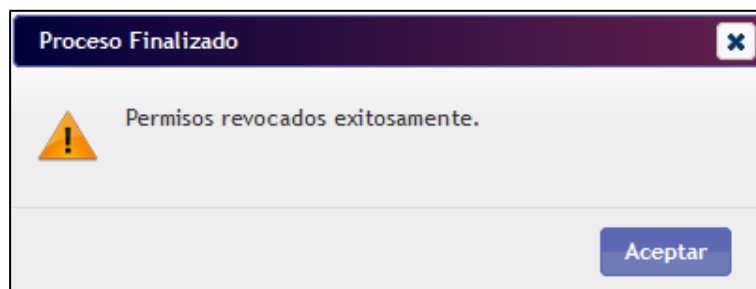 Proceso Finalizado
Permisos revocados exitosamente.
Aceptar